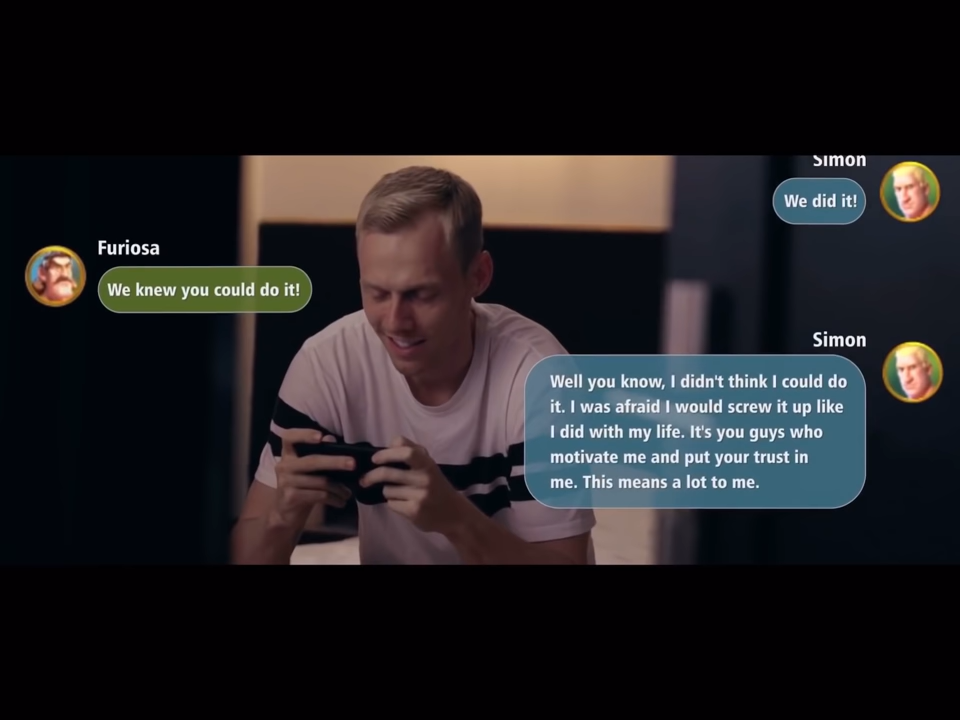 Simon
We did it!
Furiosa
We knew you could do it!
Simon
Well you know, I didn't think I could do
it. I was afraid I would screw it up like
I did with my life. It's you guys who
motivate me and put your trust in
me. This means a lot to me.